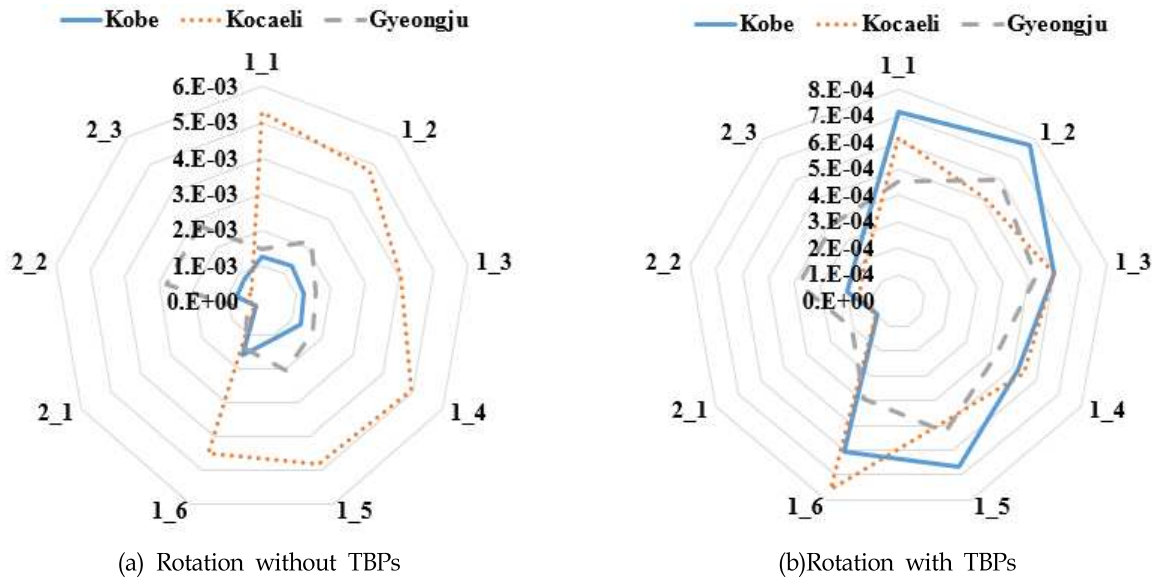 Kobe Kocaeli Gyeongju
1_1
6.E-03
5.E-03
4.E-03
3.E-03
2.E-03
1.E-03
0.E+00
1_2
1_3
1_4
1_5
1_6
2_1
2_2
2_3
(a) Rotation without TBPs
Kobe Kocaeli Gyeongju
1_1
8.E-04
7.E-04
6.E-04
5.E-04
4.E-04
3.E-04
2.E-04
1.E-04
0.E+00
1_2
1_3
1_4
1_5
1_6
2_1
2_2
2_3
(b)Rotation with TBPs